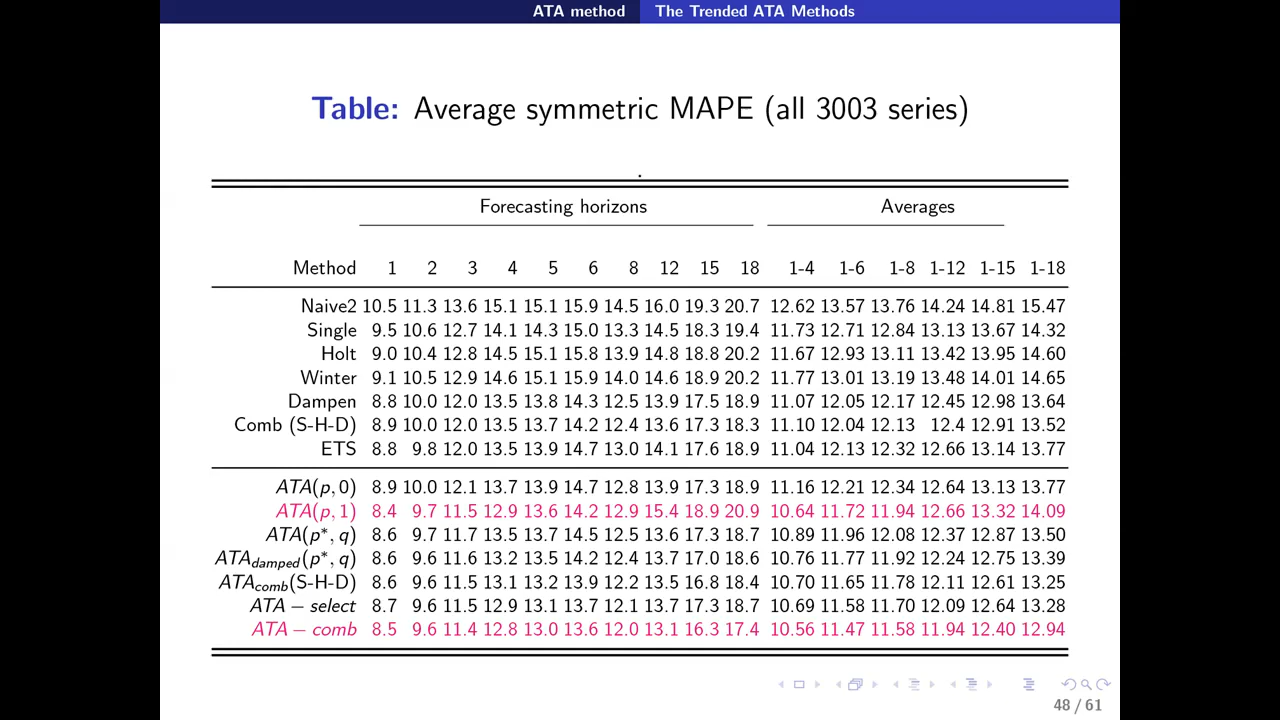 ATA method The Trended ATA Methods
Table: Average symmetric MAPE (all 3003 series)
.
Forecasting horizons Averages
Method 1 2 3 4 5 6 8 12 15 18 1-4 1-6 1-8 1-12 1-15 1-18
Naive2 10.5 11.3 13.6 15.1 15.1 15.9 14.5 16.0 19.3 20.7 12.62 13.57 13.76 14.24 14.81 15.47
Single 9.5 10.6 12.7 14.1 14.3 15.0 13.3 14.5 18.3 19.4 11.73 12.71 12.84 13.13 13.67 14.32
Holt 9.0 10.4 12.8 14.5 15.1 15.8 13.9 14.8 18.8 20.2 11.67 12.93 13.11 13.42 13.95 14.60
Winter 9.1 10.5 12.9 14.6 15.1 15.9 14.0 14.6 18.9 20.2 11.77 13.01 13.19 13.48 14.01 14.65
Dampen 8.8 10.0 12.0 13.5 13.8 14.3 12.5 13.9 17.5 18.9 11.07 12.05 12.17 12.45 12.98 13.64
Comb (S-H-D) 8.9 10.0 12.0 13.5 13.7 14.2 12.4 13.6 17.3 18.3 11.10 12.04 12.13 12.4 12.91 13.52
ETS 8.8 9.8 12.0 13.5 13.9 14.7 13.0 14.1 17.6 18.9 11.04 12.13 12.32 12.66 13.14 13.77
ATA(p, 0) 8.9 10.0 12.1 13.7 13.9 14.7 12.8 13.9 17.3 18.9 11.16 12.21 12.34 12.64 13.13 13.77
ATA(p, 1) 8.4 9.7 11.5 12.9 13.6 14.2 12.9 15.4 18.9 20.9 10.64 11.72 11.94 12.66 13.32 14.09
ATA(p*, q) 8.6 9.7 11.7 13.5 13.7 14.5 12.5 13.6 17.3 18.7 10.89 11.96 12.08 12.37 12.87 13.50
ATAdamped(p*, q) 8.6 9.6 11.6 13.2 13.5 14.2 12.4 13.7 17.0 18.6 10.76 11.77 11.92 12.24 12.75 13.39
ATAcomb(S-H-D) 8.6 9.6 11.5 13.1 13.2 13.9 12.2 13.5 16.8 18.4 10.70 11.65 11.78 12.11 12.61 13.25
ATA − select 8.7 9.6 11.5 12.9 13.1 13.7 12.1 13.7 17.3 18.7 10.69 11.58 11.70 12.09 12.64 13.28
ATA − comb 8.5 9.6 11.4 12.8 13.0 13.6 12.0 13.1 16.3 17.4 10.56 11.47 11.58 11.94 12.40 12.94
48 / 61